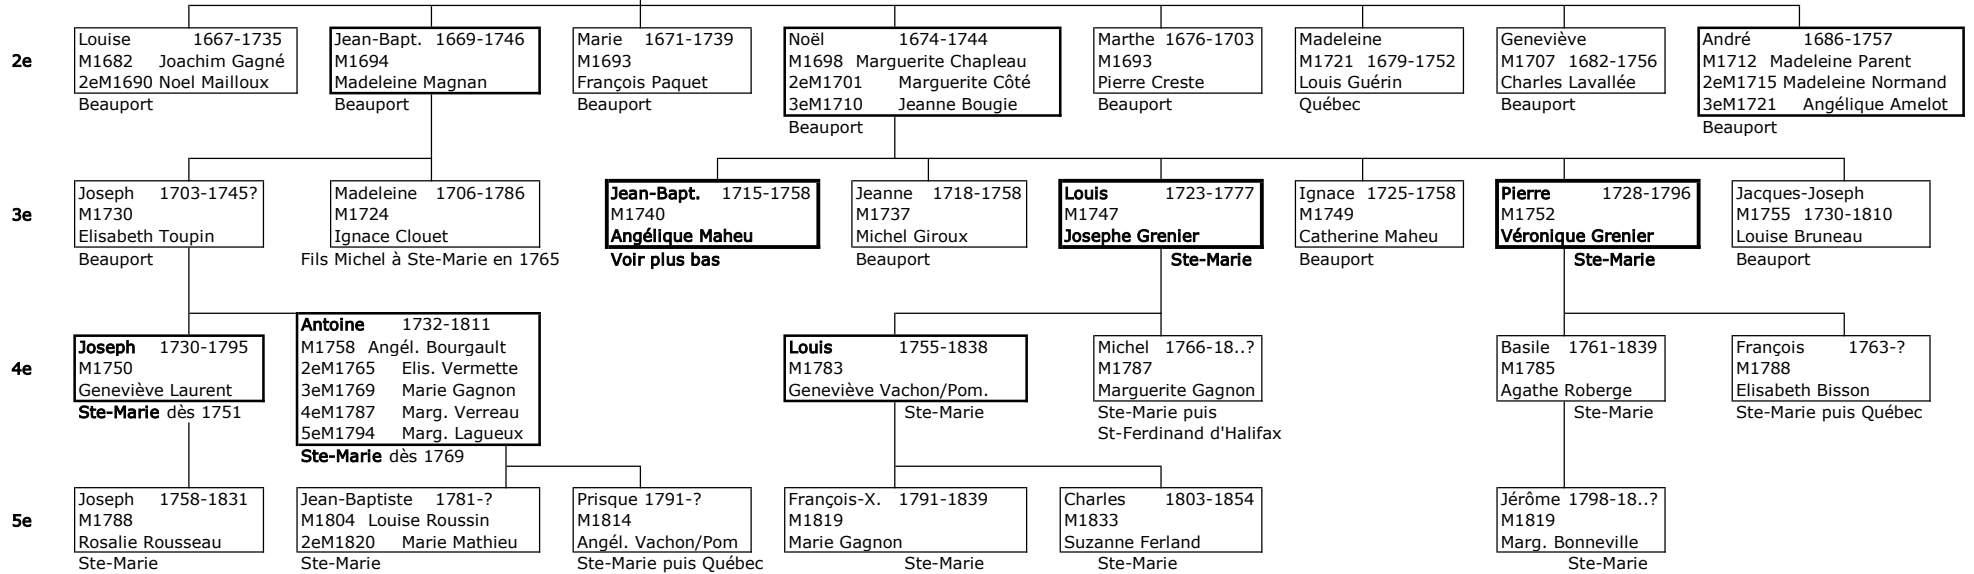 2e
Louise 1667-1735
M1682 Joachim Gagné
2eM1690 Noel Mailloux
Beauport
Jean-Bapt. 1669-1746
M1694
Madeleine Magnan
Beauport
Marie 1671-1739
M1693
François Paquet
Beauport
Noël 1674-1744
M1698 Marguerite Chapleau
2eM1701 Marguerite Côté
3eM1710 Jeanne Bougie
Beauport
Marthe 1676-1703
M1693
Pierre Creste
Beauport
Madeleine
M1721 1679-1752
Louis Guérin
Québec
Geneviève
M1707 1682-1756
Charles Lavallée
Beauport
André 1686-1757
M1712 Madeleine Parent
2eM1715 Madeleine Normand
3eM1721 Angélique Amelot
Beauport
3e
Joseph 1703-1745?
M1730
Elisabeth Toupin
Beauport
Madeleine 1706-1786
M1724
Ignace Clouet
Fils Michel à Ste-Marie en 1765
Jean-Bapt. 1715-1758
M1740
Angélique Maheu
Voir plus bas
Jeanne 1718-1758
M1737
Michel Giroux
Beauport
Louis 1723-1777
M1747
Josephe Grenier
Ste-Marie
Ignace 1725-1758
M1749
Catherine Maheu
Beauport
Pierre 1728-1796
M1752
Véronique Grenier
Ste-Marie
Jacques-Joseph
M1755 1730-1810
Louise Bruneau
Beauport
4e
Joseph 1730-1795
M1750
Geneviève Laurent
Ste-Marie dès 1751
Antoine 1732-1811
M1758 Angél. Bourgault
2eM1765 Elis. Vermette
3eM1769 Marie Gagnon
4eM1787 Marg. Verreau
5eM1794 Marg. Lagueux
Ste-Marie dès 1769
Louis 1755-1838
M1783
Geneviève Vachon/Pom.
Ste-Marie
Michel 1766-18..?
M1787
Marguerite Gagnon
Ste-Marie puis
St-Ferdinand d'Halifax
Basile 1761-1839
M1785
Agathe Roberge
Ste-Marie
François 1763-?
M1788
Elisabeth Bisson
Ste-Marie puis Québec
5e
Joseph 1758-1831
M1788
Rosalie Rousseau
Ste-Marie
Jean-Baptiste 1781-?
M1804 Louise Roussin
2eM1820 Marie Mathieu
Ste-Marie
Prisque 1791-?
M1814
Angél. Vachon/Pom
Ste-Marie puis Québec
François-X. 1791-1839
M1819
Marie Gagnon
Ste-Marie
Charles 1803-1854
M1833
Suzanne Ferland
Ste-Marie
Jérôme 1798-18..?
M1819
Marg. Bonneville
Ste-Marie